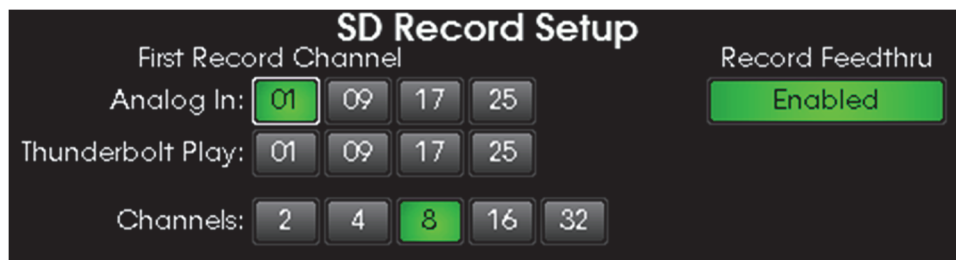 SD Record Setup
First Record Channel
Record Feedthru
Analog In: 01 09 17 25
Enabled
Thunderbolt Play: 01 09 17 25
Channels: 2 4 8 16 32